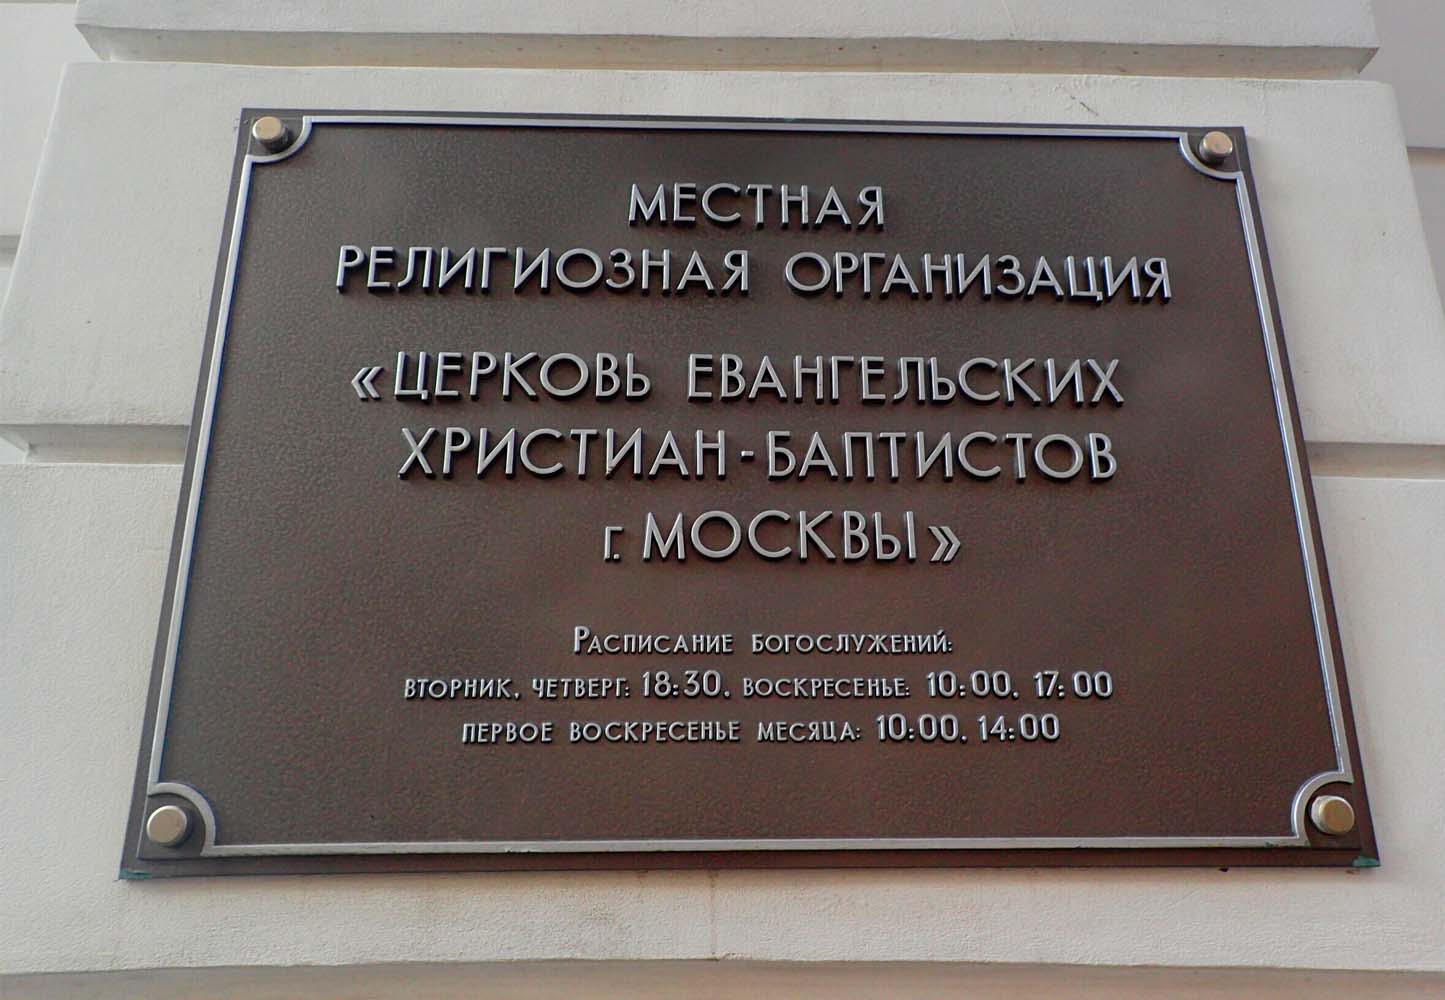 МЕСТНАЯ
РЕЛИГИОЗНАЯ ОРГАНИЗАЦИЯ
«ЦЕРКОВЬ ЕВАНГЕЛЬСКИХ
ХРИСТИАН-БАПТИСТОВ
г. МОСКВЫ»
РАСПИСАНИЕ БОГОСЛУЖЕНИЙ:
ВТОРНИК, ЧЕТВЕРГ: 18:30, ВОСКРЕСЕНЬЕ: 10:00, 17:00
ПЕРВОЕ ВОСКРЕСЕНЬЕ МЕСЯЦА: 10:00, 14:00